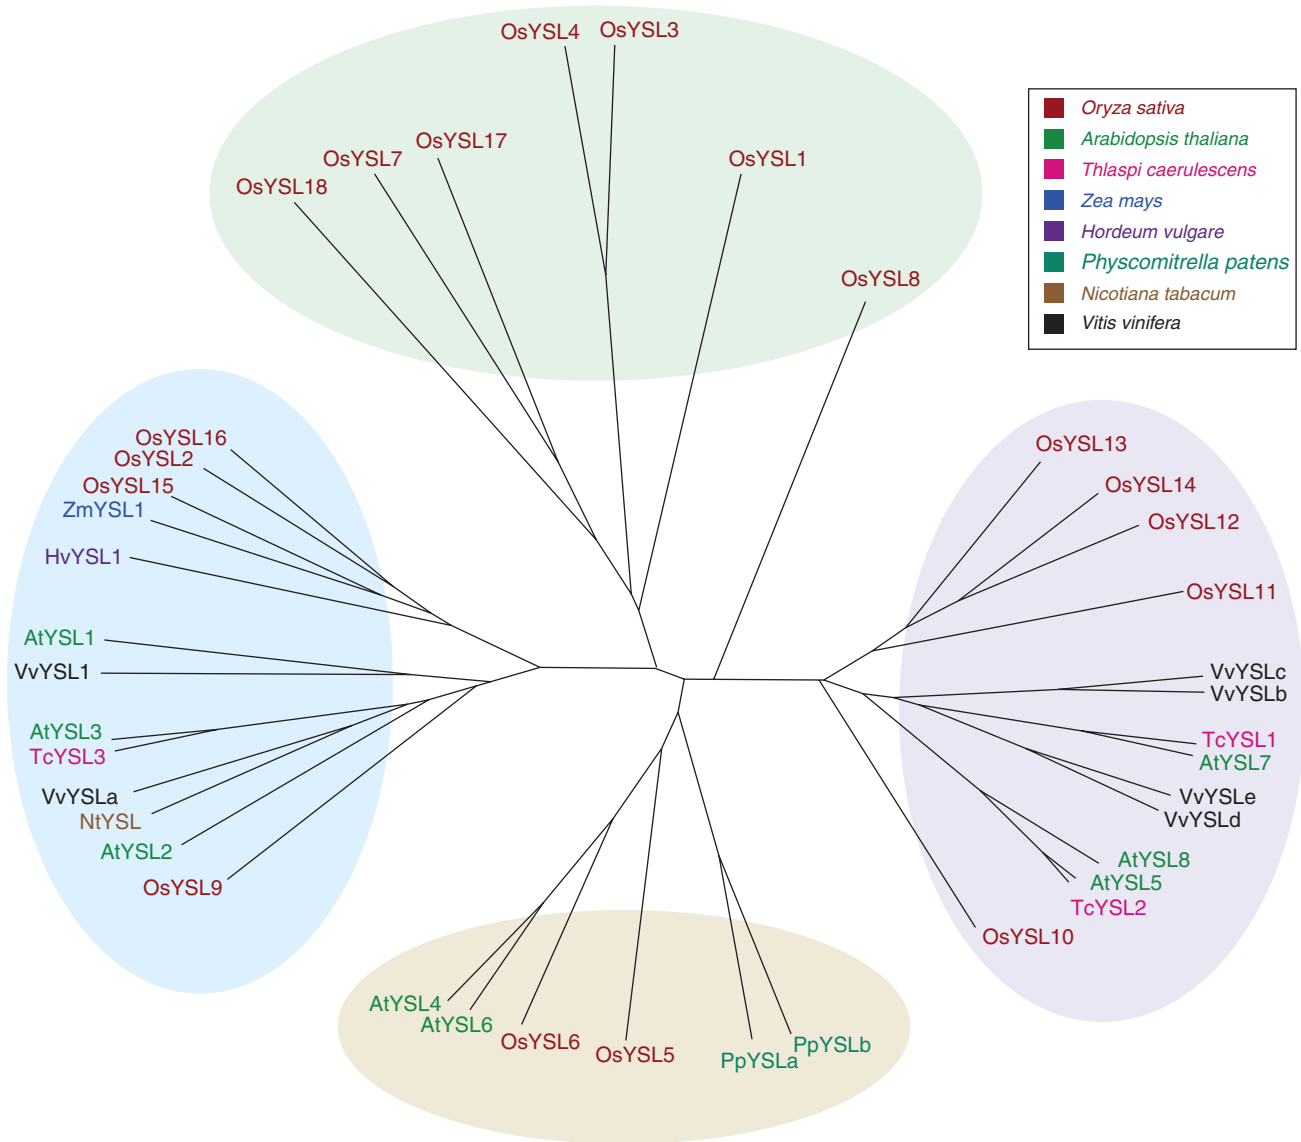 OsYSL4
OsYSL3
OsYSL17
OsYSL7
OsYSL18
OsYSL1
OsYSL8
Oryza sativa
Arabidopsis thaliana
Thlaspi caerulescens
Zea mays
Hordeum vulgare
Physcomitrella patens
Nicotiana tabacum
Vitis vinifera
OsYSL16
OsYSL2
OsYSL15
ZmYSL1
HvYSL1
AtYSL1
VvYSL1
AtYSL3
TcYSL3
VvYSLa
NtYSL
AtYSL2
OsYSL9
OsYSL13
OsYSL14
OsYSL12
OsYSL11
VvYSLc
VvYSLb
TcYSL1
AtYSL7
VvYSLe
VvYSLd
AtYSL8
AtYSL5
TcYSL2
OsYSL10
AtYSL4
AtYSL6
OsYSL6
OsYSL5
PpYSLa
PpYSLb